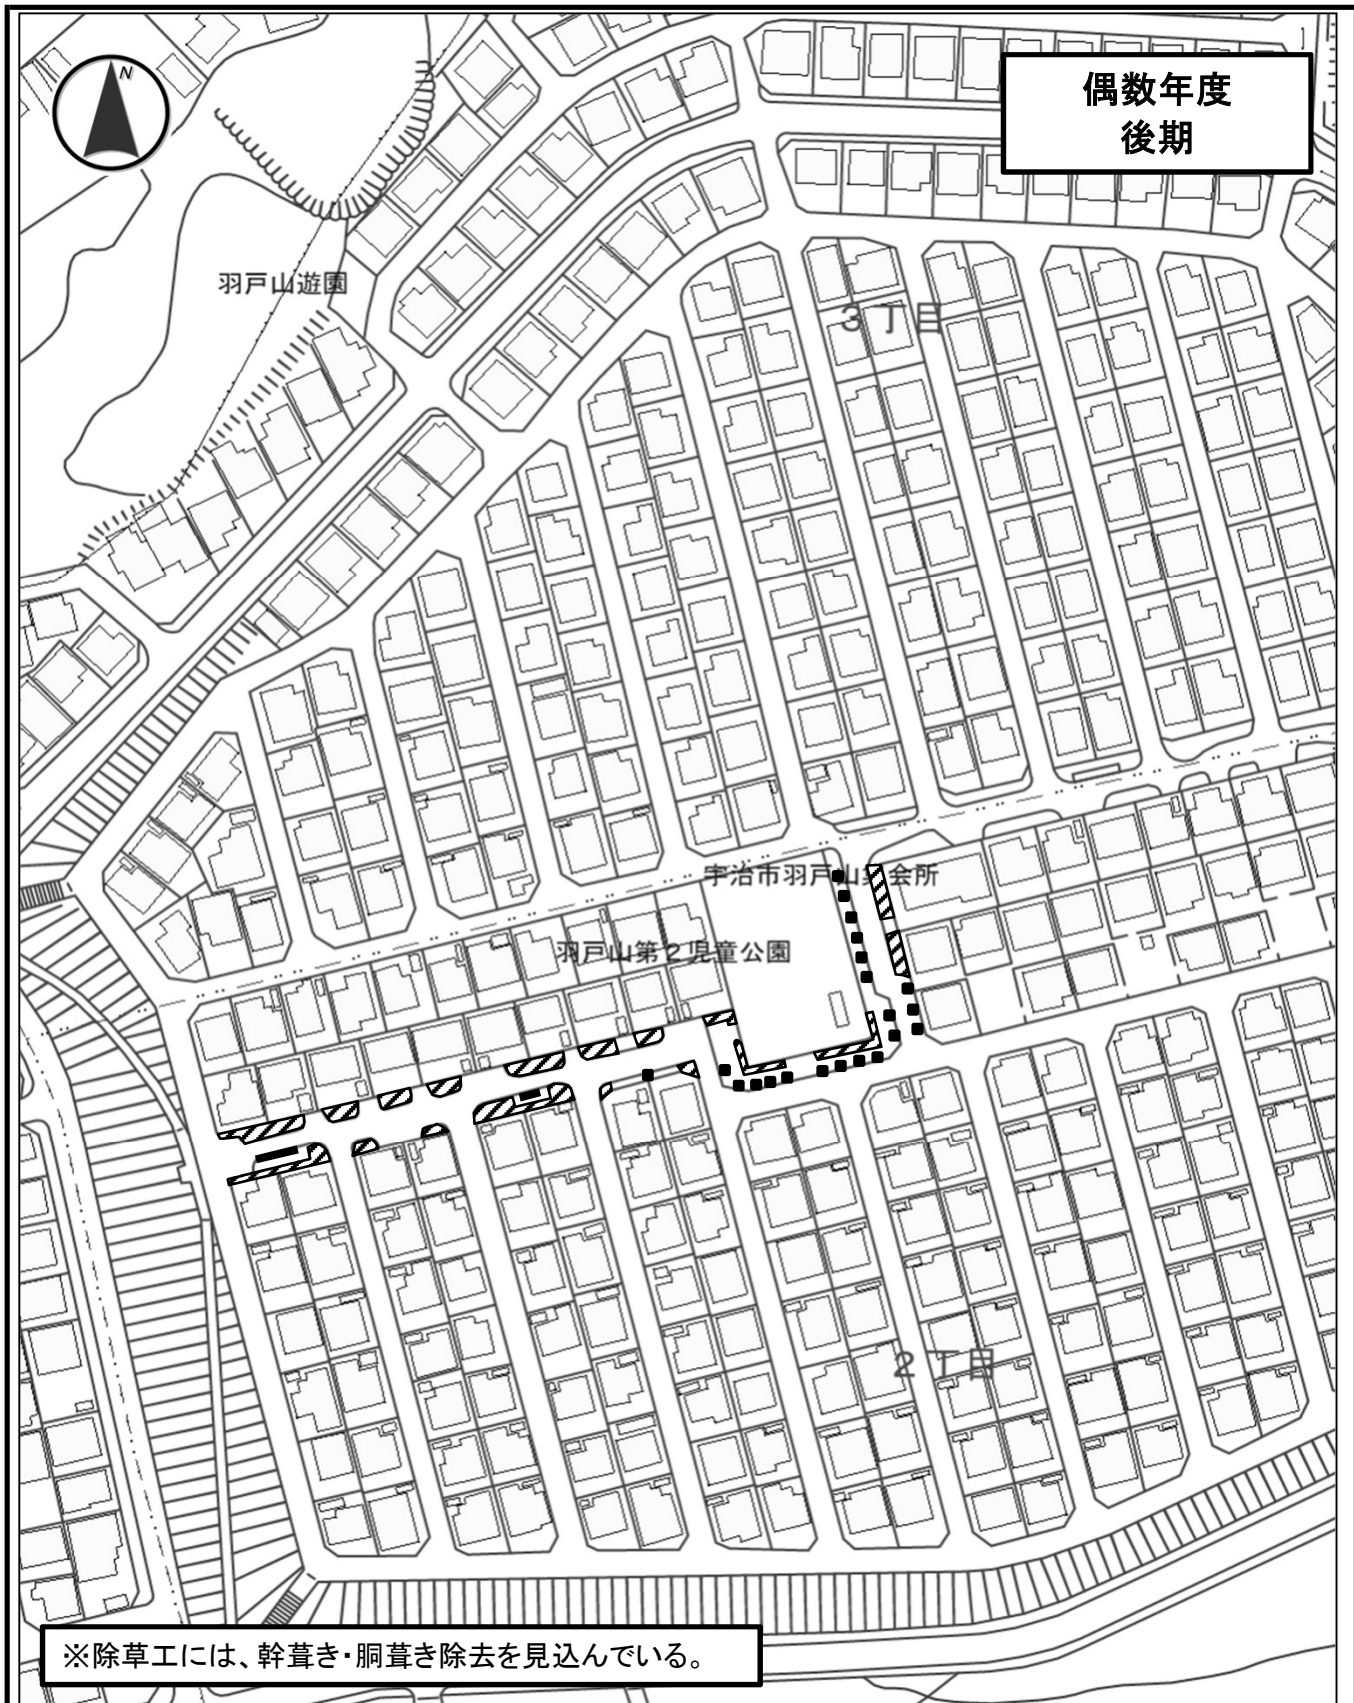 N
偶数年度
後期
羽戸山遊園
３丁目
宇治市羽戸山集会所
羽戸山第２児童公園
２丁目
※除草工には、幹葺き・胴葺き除去を見込んでいる。